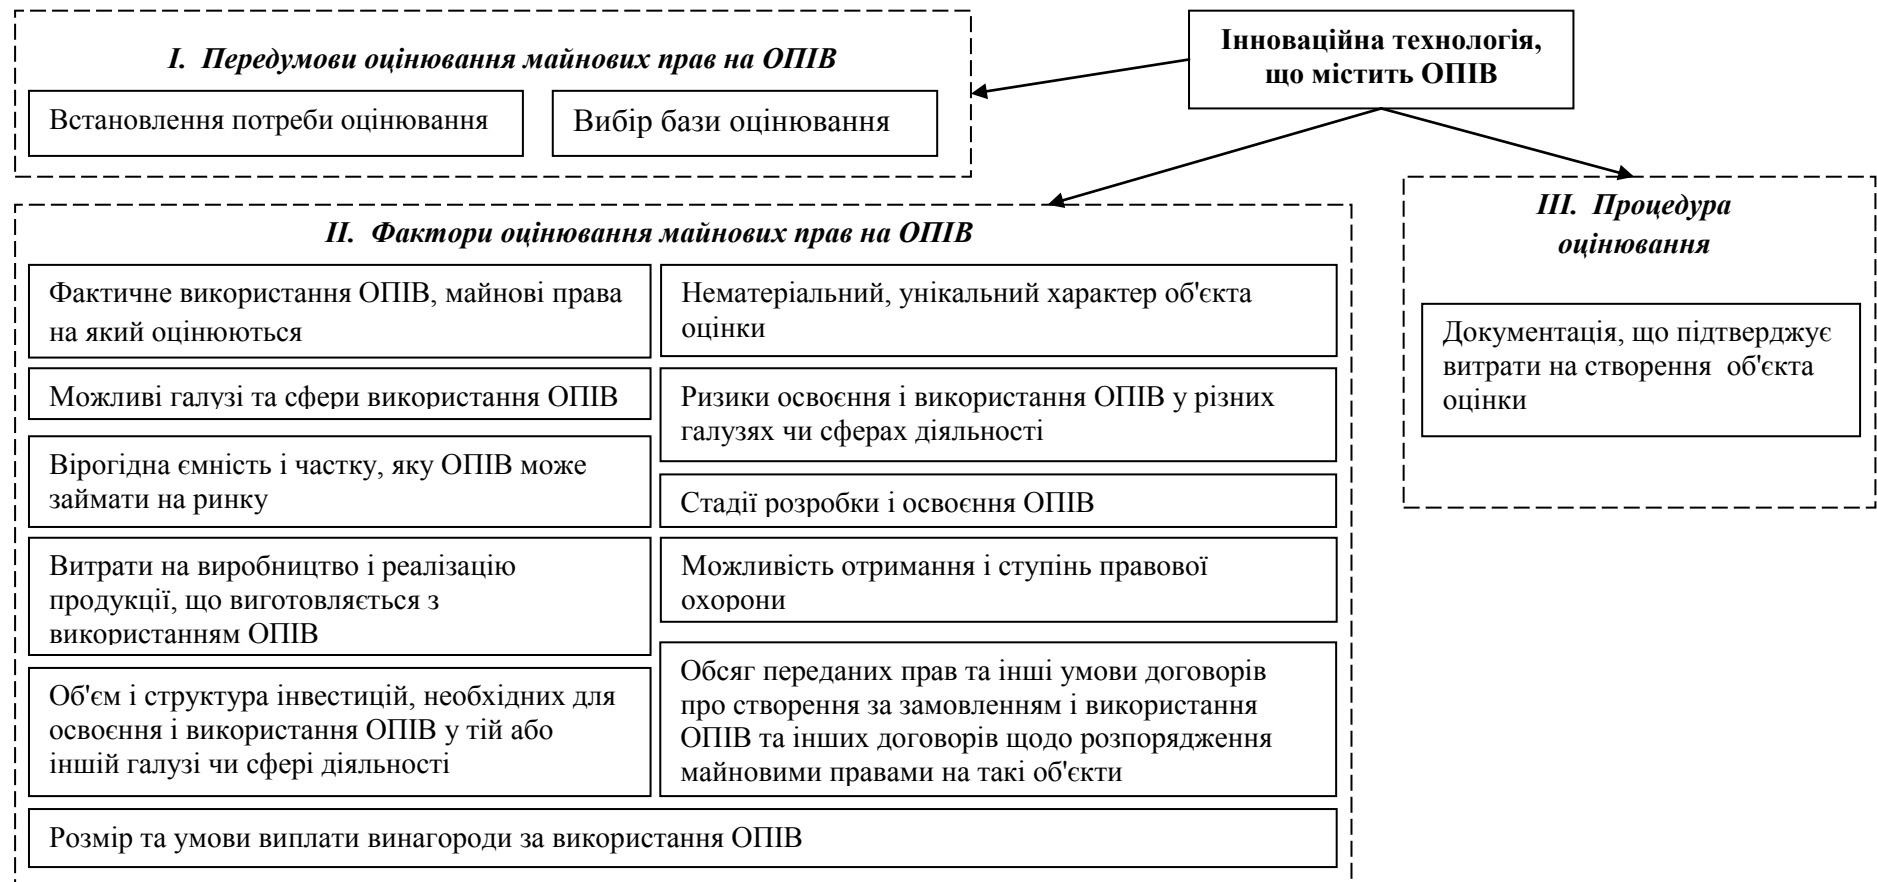 I. Передумови оцінювання майнових прав на ОПІВ
Встановлення потреби оцінювання
Вибір бази оцінювання
Інноваційна технологія,
що містить ОПІВ
II. Фактори оцінювання майнових прав на ОПІВ
Фактичне використання ОПІВ, майнові права
на який оцінюються
Можливі галузі та сфери використання ОПІВ
Вірогідна ємність і частку, яку ОПІВ може
займати на ринку
Витрати на виробництво і реалізацію
продукції, що виготовляється з
використанням ОПІВ
Об'єм і структура інвестицій, необхідних для
освоєння і використання ОПІВ у тій або
іншій галузі чи сфері діяльності
Нематеріальний, унікальний характер об'єкта
оцінки
Ризики освоєння і використання ОПІВ у різних
галузях чи сферах діяльності
Стадії розробки і освоєння ОПІВ
Можливість отримання і ступінь правової
охорони
Обсяг переданих прав та інші умови договорів
про створення за замовленням і використання
ОПІВ та інших договорів щодо розпорядження
майновими правами на такі об'єкти
Розмір та умови виплати винагороди за використання ОПІВ
III. Процедура
оцінювання
Документація, що підтверджує
витрати на створення об'єкта
оцінки